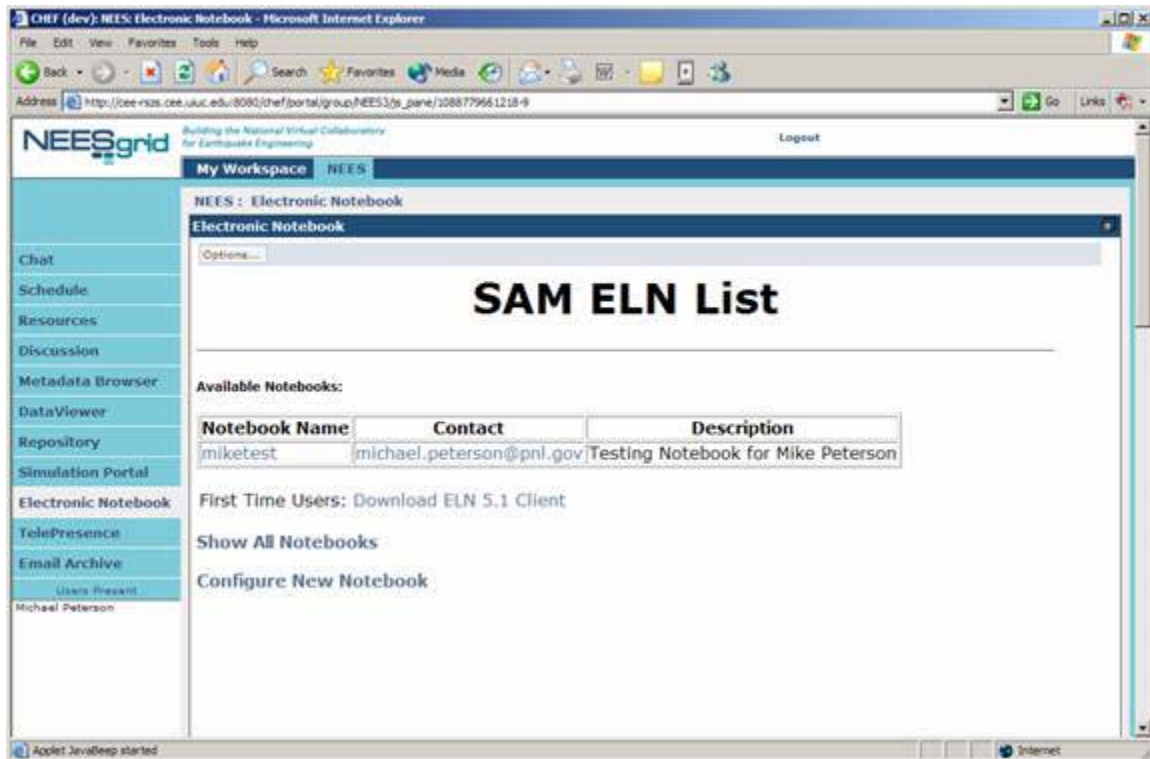 CHEF (dev): NEES: Electronic Notebook - Microsoft Internet Explorer
File Edit View Favorites Tools Help
Back Search Favorites Media
Address http://cee-rszs.cee.uiuc.edu:8080/chef/portal/group/NEES3/js_pane/1088779661218-9 Go Links
NEESgrid
Building the National Virtual Collaboratory
for Earthquake Engineering
Logout
My Workspace NEES
NEES : Electronic Notebook
Electronic Notebook
Options...
Chat
Schedule
Resources
Discussion
Metadata Browser
DataViewer
Repository
Simulation Portal
Electronic Notebook
TelePresence
Email Archive
Users Present
Michael Peterson
SAM ELN List
Available Notebooks:
Notebook Name Contact Description
miketest michael.peterson@pnl.gov Testing Notebook for Mike Peterson
First Time Users: Download ELN 5.1 Client
Show All Notebooks
Configure New Notebook
Applet JavaBeep started
Internet